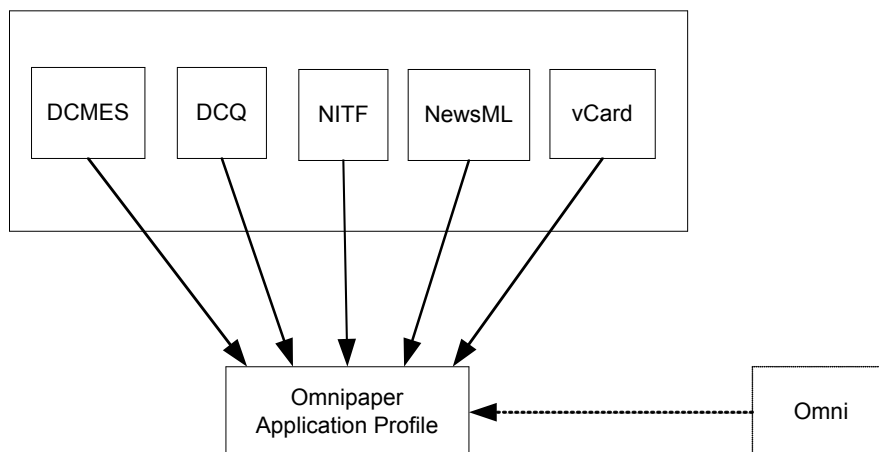 DCMES
DCQ
NITF
NewsML
vCard
Omnipaper
Application Profile
Omni